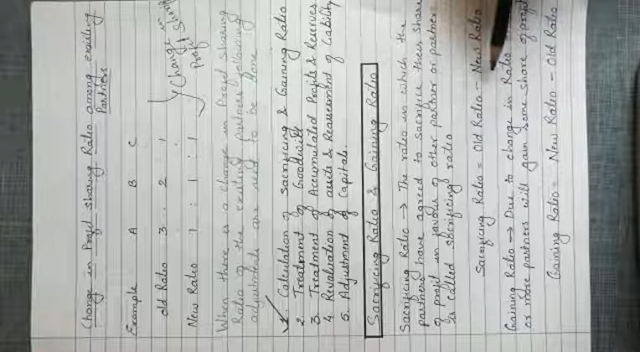 Change in Profit Sharing Ratio among existing
Partners
Example A B C
old Ratio 3 : 2 : 1
New Ratio 1 : 1 : 1
Change in
Profit Sharing
When there is a change in Profit sharing
Ratio of the existing partners following
adjustments are need to be done
1. Calculation of Sacrificing & Gaining Ratio
2. Treatment of Goodwill
3. Treatment of Accumulated Profits & Reserves
4. Revaluation of assets & Reassessment of Liability
5. Adjustment of Capitals.
Sacrificing Ratio & Gaining Ratio
Sacrificing Ratio → The ratio in which the
partners have agreed to sacrifice their share
of profit in favour of other partner or partners
is called sacrificing ratio
Sacrificing Ratio = Old Ratio - New Ratio
Gaining Ratio → Due to change in Ratio
or more partners will gain some share of profit
Gaining Ratio = New Ratio - Old Ratio